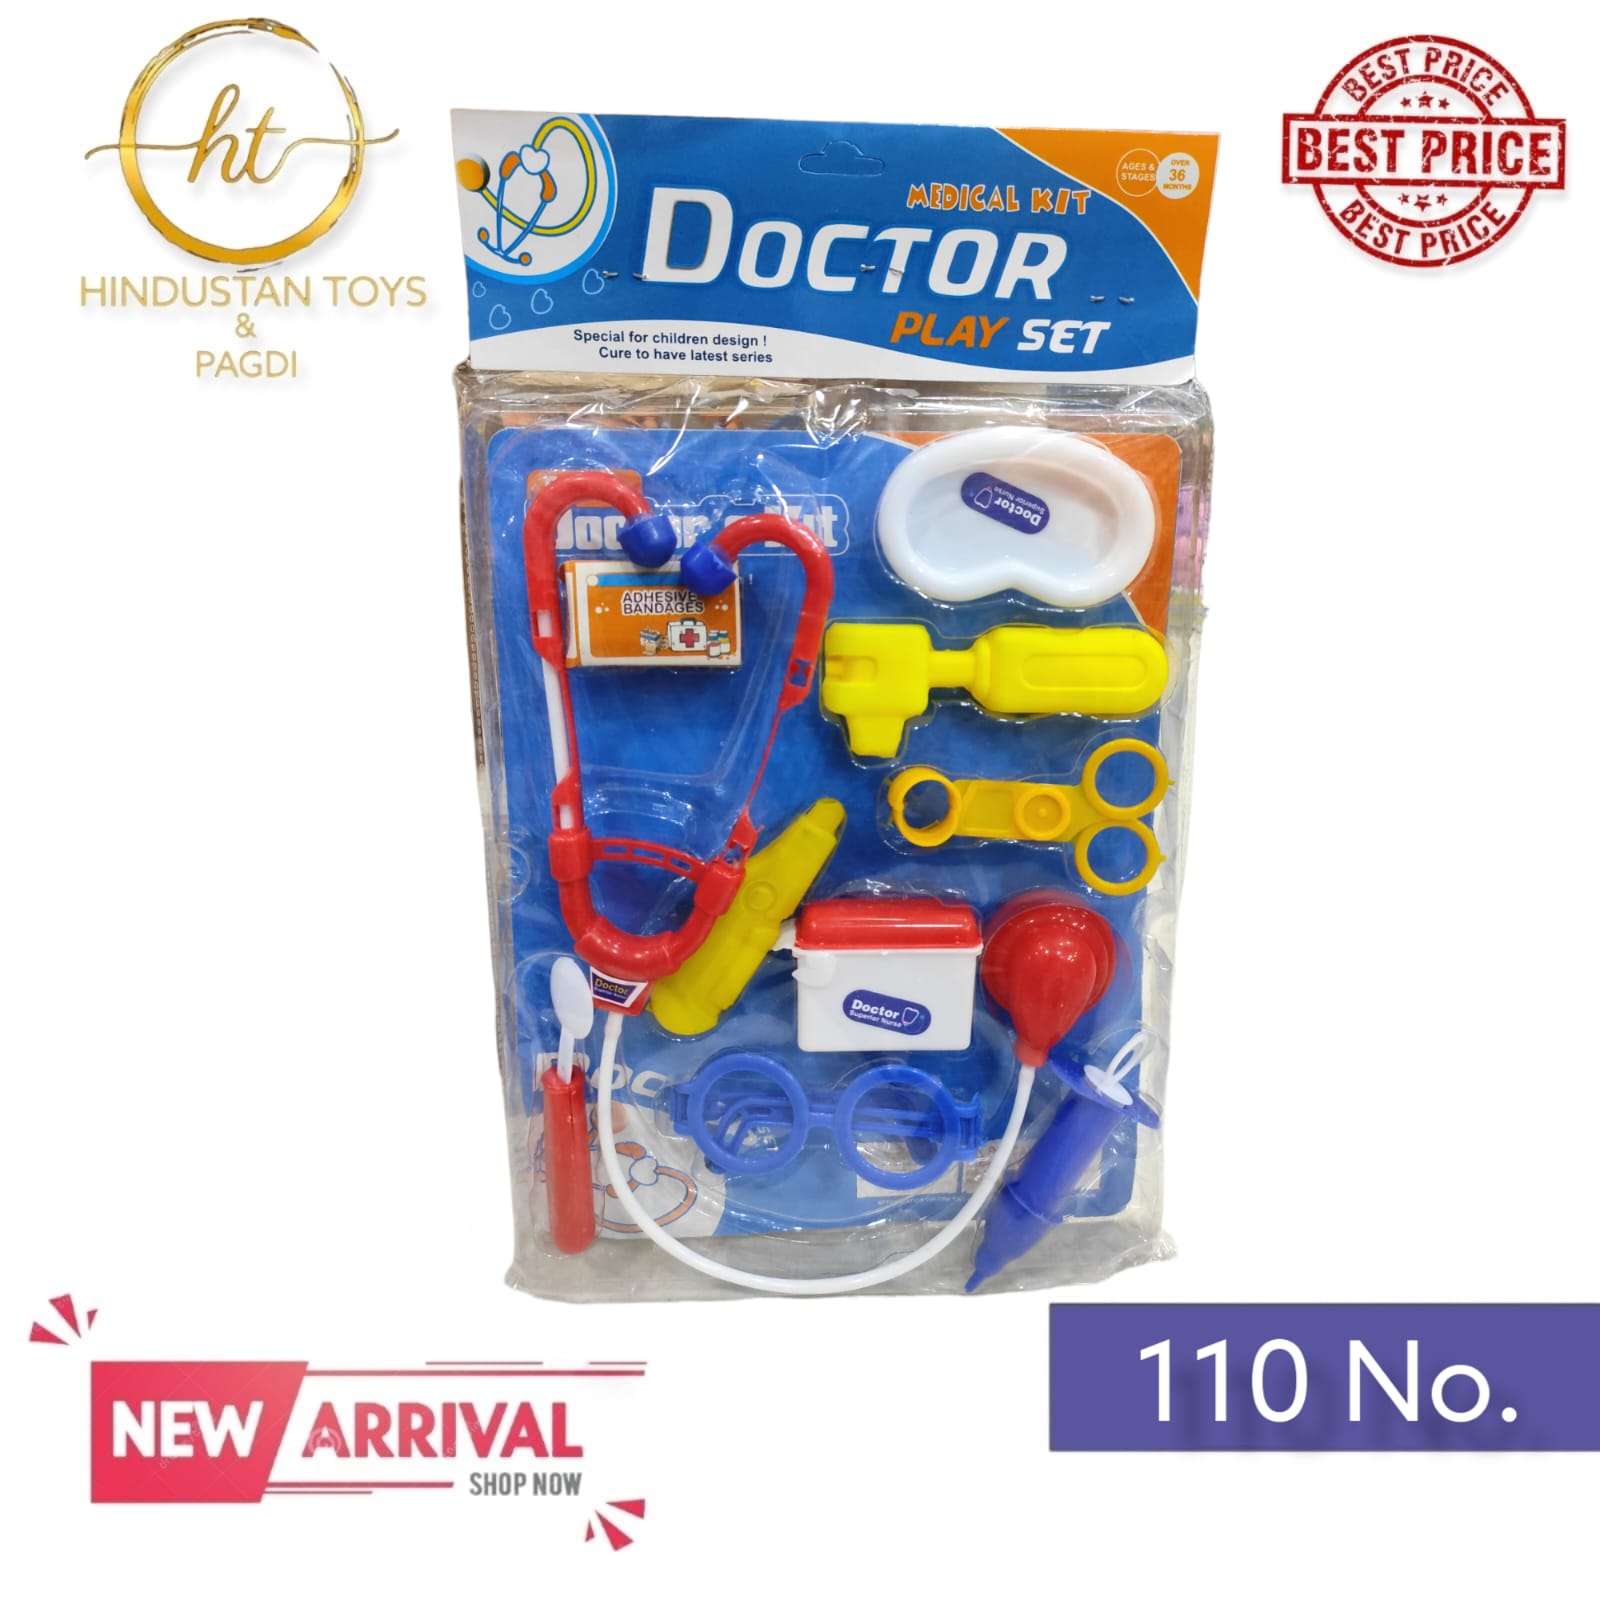 ht
HINDUSTAN TOYS
&
PAGDI
BEST PRICE
BEST PRICE
BEST PRICE
MEDICAL KIT
AGES &
STAGES
OVER
36
MONTHS
DOCTOR
PLAY SET
Special for children design !
Cure to have latest series
Doctor
Superior Nurse
ADHESIVE
BANDAGES
Doctor
Superior Nurse
Doctor
Superior Nurse
NEW ARRIVAL
SHOP NOW
110 No.